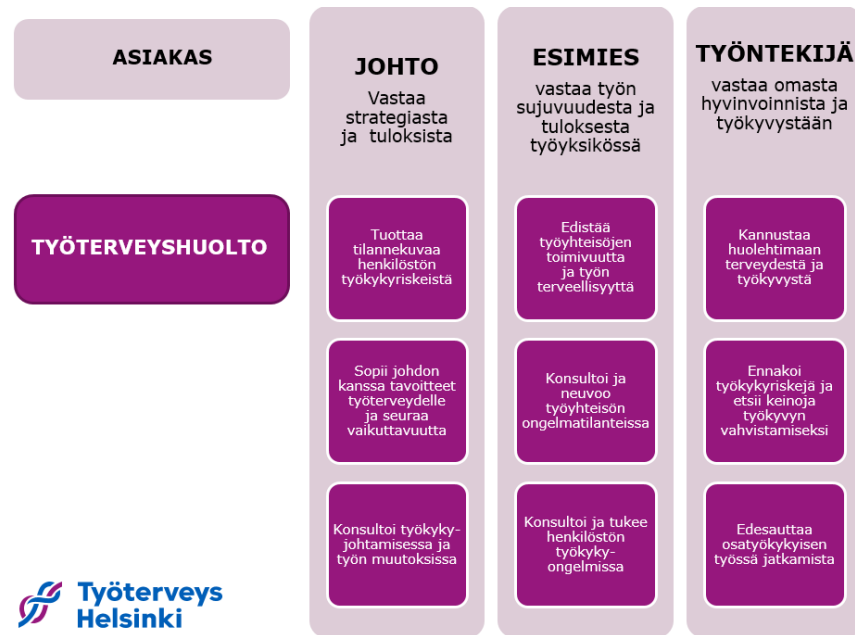 ASIAKAS
JOHTO
Vastaa
strategiasta
ja tuloksista
ESIMIES
vastaa työn
sujuvuudesta ja
tuloksesta
työyksikössä
TYÖNTEKIJÄ
vastaa omasta
hyvinvoinnista ja
työkyvystään
TYÖTERVEYSHUOLTO
Tuottaa
tilannekuvaa
henkilöstön
työkykyriskeistä
Edistää
työyhteisöjen
toimivuutta
ja työn
terveellisyyttä
Kannustaa
huolehtimaan
terveydestä ja
työkyvystä
Sopii johdon
kanssa tavoitteet
työterveydelle
ja seuraa
vaikuttavuutta
Konsultoi ja
neuvoo
työyhteisön
ongelmatilanteissa
Ennakoi
työkykyriskejä ja
etsii keinoja
työkyvyn
vahvistamiseksi
Konsultoi työkyky-
johtamisessa ja
työn muutoksissa
Konsultoi ja tukee
henkilöstön
työkyky-
ongelmissa
Edesauttaa
osatyökykyisen
työssä jatkamista
Työterveys
Helsinki